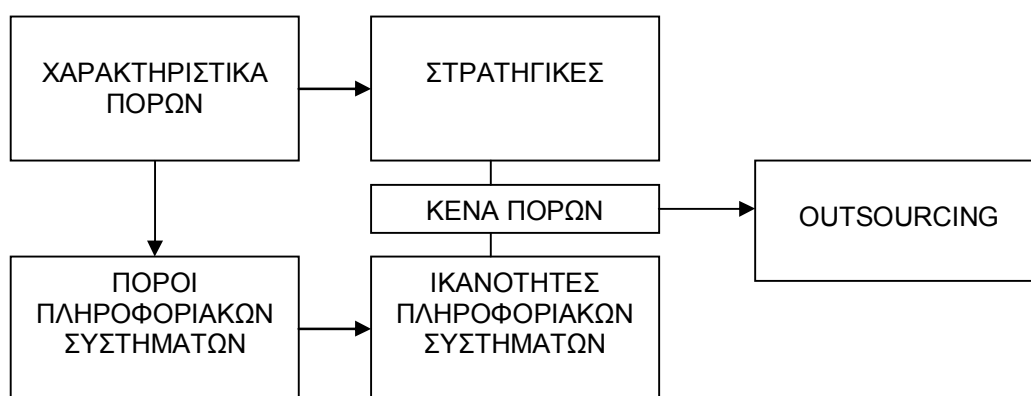 ΧΑΡΑΚΤΗΡΙΣΤΙΚΑ
ΠΟΡΩΝ
ΣΤΡΑΤΗΓΙΚΕΣ
ΚΕΝΑ ΠΟΡΩΝ
OUTSOURCING
ΠΟΡΟΙ
ΠΛΗΡΟΦΟΡΙΑΚΩΝ
ΣΥΣΤΗΜΑΤΩΝ
ΙΚΑΝΟΤΗΤΕΣ
ΠΛΗΡΟΦΟΡΙΑΚΩΝ
ΣΥΣΤΗΜΑΤΩΝ